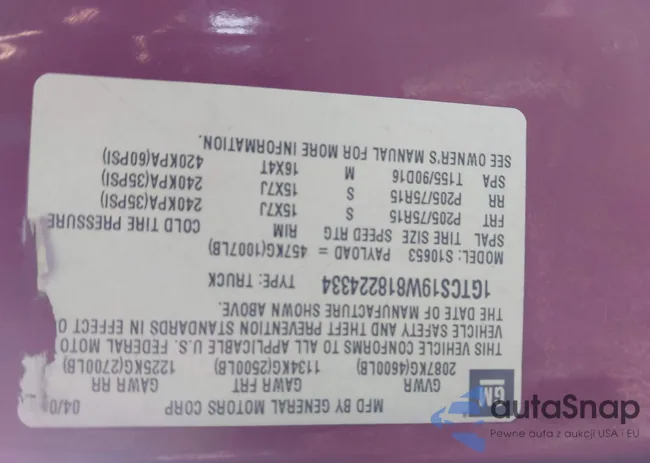 MFD BY GENERAL MOTORS CORP 04/0
GM
GVWR GAWR FRT GAWR RR
2087KG(4600LB) 1134KG(2500LB) 1225KG(2700LB)
THIS VEHICLE CONFORMS TO ALL APPLICABLE U.S. FEDERAL MOTO
VEHICLE SAFETY AND THEFT PREVENTION STANDARDS IN EFFECT O
THE DATE OF MANUFACTURE SHOWN ABOVE.
1GTCS19W818224334 TYPE: TRUCK
MODEL: S10653 PAYLOAD = 457KG(1007LB)
SPAL TIRE SIZE SPEED RTG RIM COLD TIRE PRESSURE
FRT P205/75R15 S 15X7J 240KPA(35PSI)
RR P205/75R15 S 15X7J 240KPA(35PSI)
SPA T155/90D16 M 16X4T 420KPA(60PSI)
SEE OWNER'S MANUAL FOR MORE INFORMATION.
autaSnap
Pewne auta z aukcji USA i EU